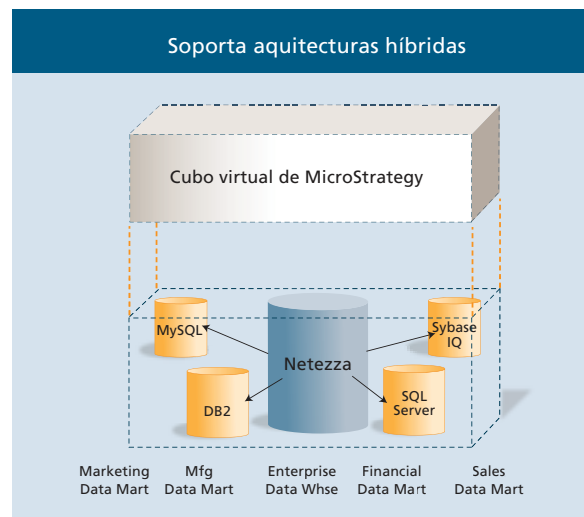 Soporta aquitecturas híbridas
Cubo virtual de MicroStrategy
MySQL
Sybase
IQ
Netezza
DB2
SQL
Server
Marketing
Data Mart
Mfg
Data Mart
Enterprise
Data Whse
Financial
Data Mart
Sales
Data Mart